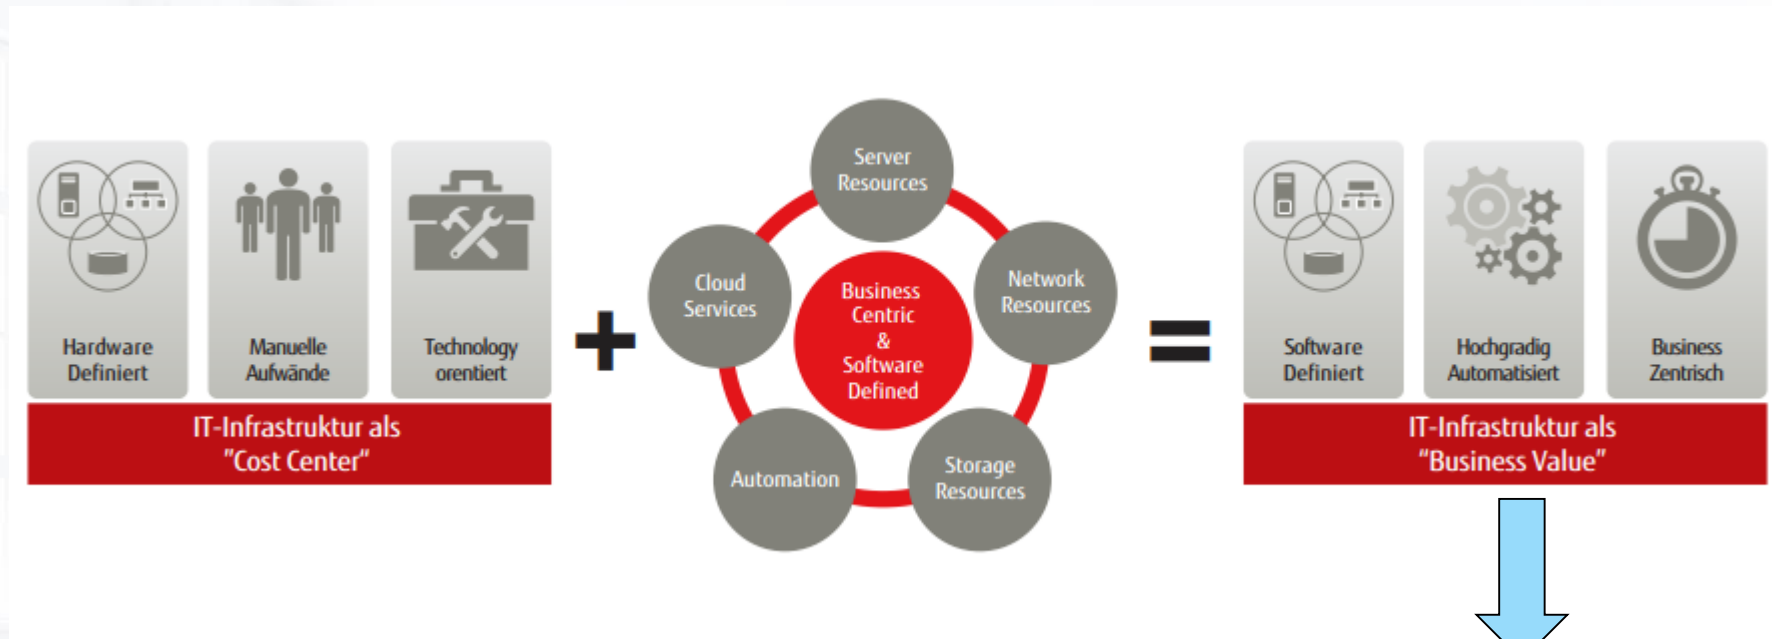 Hardware
Definiert
Manuelle
Aufwände
Technology
orentiert
IT-Infrastruktur als
”Cost Center“
+
Server
Resources
Cloud
Services
Network
Resources
Business
Centric
&
Software
Defined
Automation
Storage
Resources
=
Software
Definiert
Hochgradig
Automatisiert
Business
Zentrisch
IT-Infrastruktur als
“Business Value”